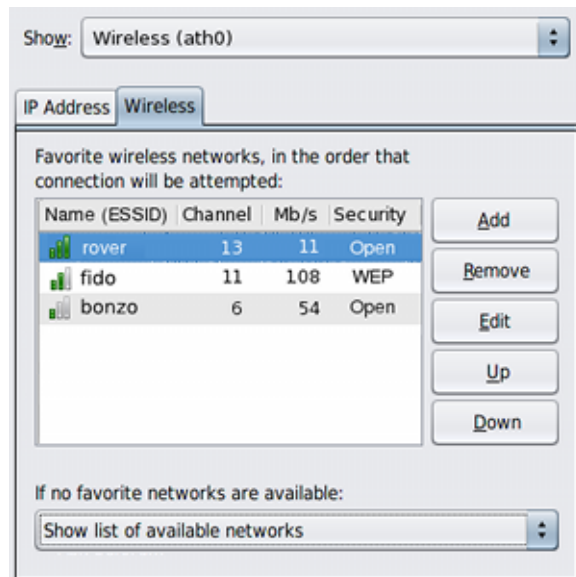 Show: Wireless (ath0)
IP Address Wireless
Favorite wireless networks, in the order that
connection will be attempted:
Name (ESSID) Channel Mb/s Security
rover 13 11 Open
fido 11 108 WEP
bonzo 6 54 Open
Add
Remove
Edit
Up
Down
If no favorite networks are available:
Show list of available networks